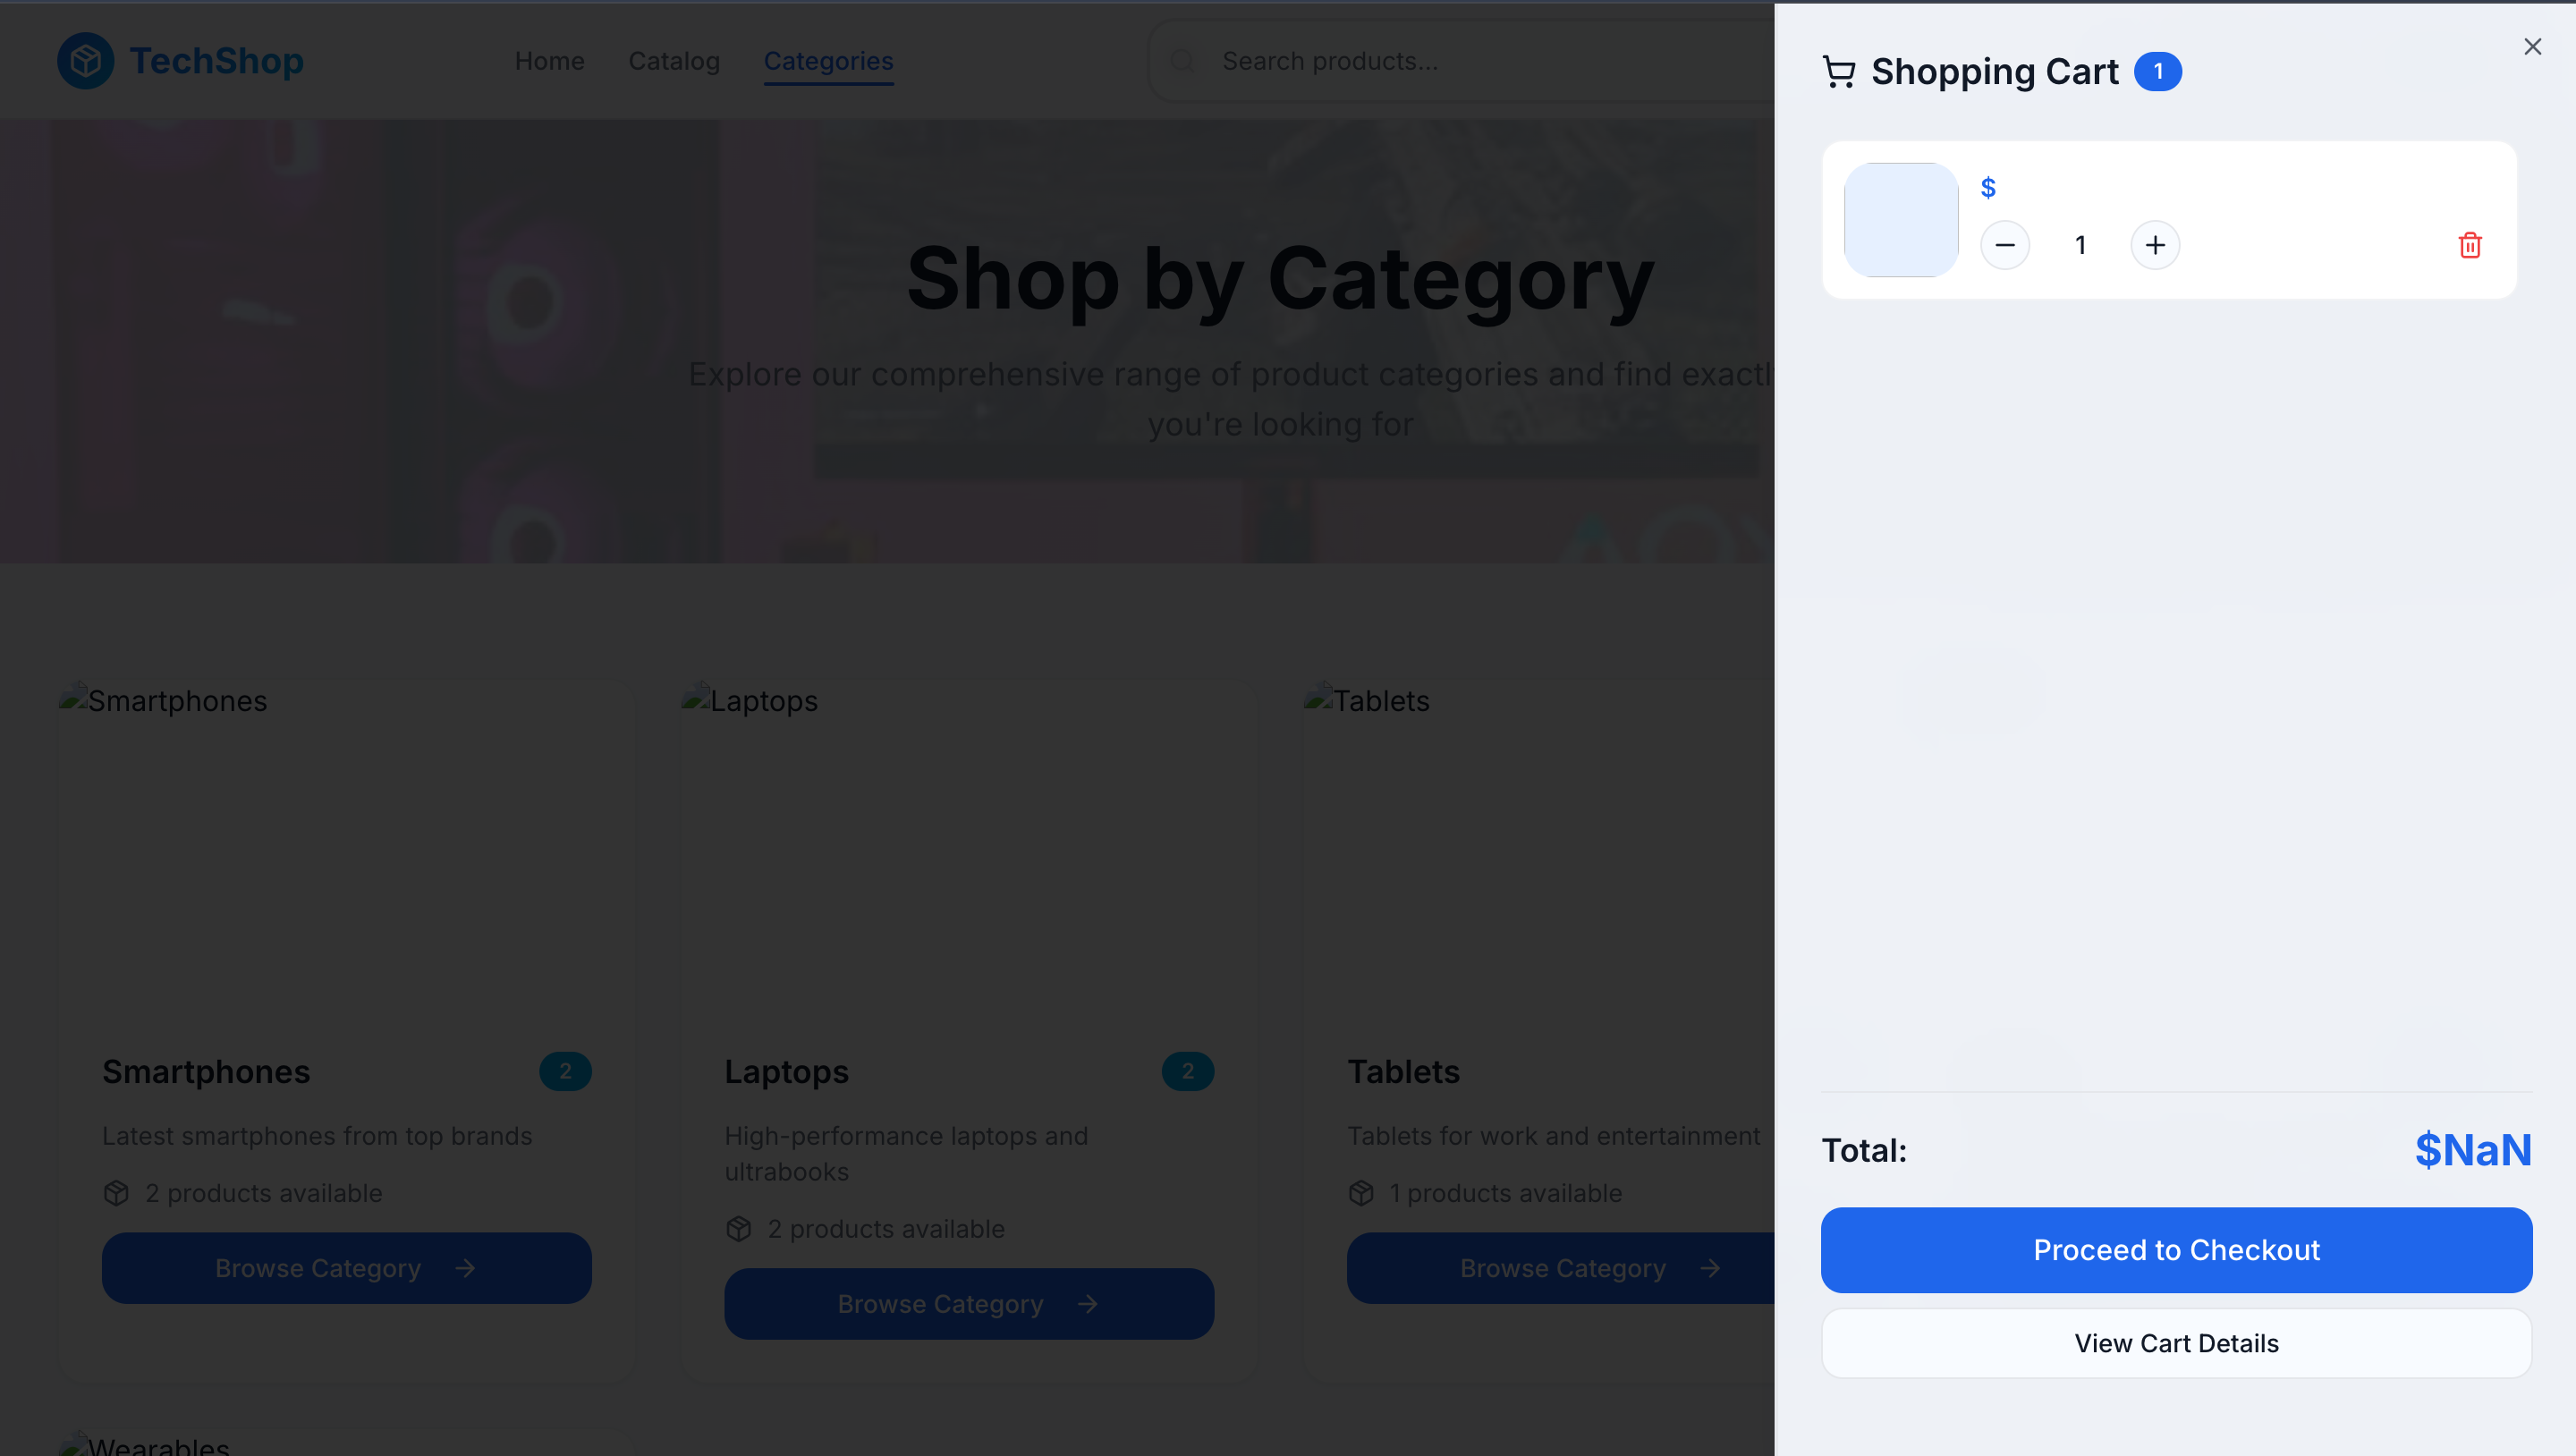 TechShop
Home
Catalog
Categories
Search products...
Shop by Category
Explore our comprehensive range of product categories and find
you're looking for
Smartphones
Laptops
Tablets
Smartphones
2
Latest smartphones from top brands
2 products available
Browse Category
Laptops
2
High-performance laptops and
ultrabooks
2 products available
Browse Category
Tablets
Tablets for work and entertainment
1 products available
Browse Category
Wearables
Shopping Cart
1
$
1
Total:
$NaN
Proceed to Checkout
View Cart Details